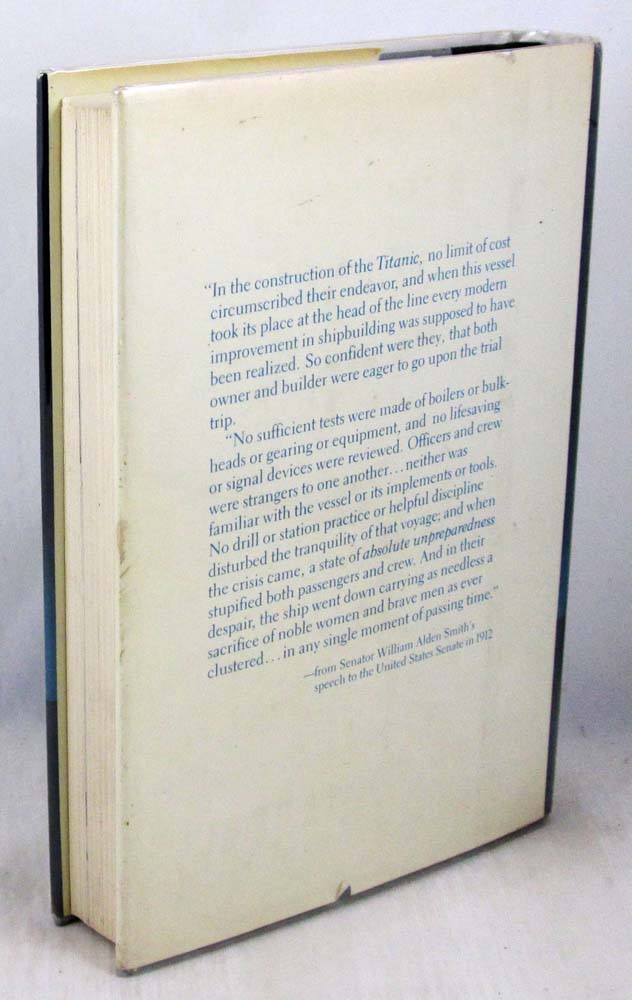 “In the construction of the Titanic, no limit of cost
circumscribed their endeavor, and when this vessel
took its place at the head of the line every modern
improvement in shipbuilding was supposed to have
been realized. So confident were they, that both
owner and builder were eager to go upon the trial
trip.
“No sufficient tests were made of boilers or bulk-
heads or gearing or equipment, and no lifesaving
or signal devices were reviewed. Officers and crew
were strangers to one another... neither was
familiar with the vessel or its implements or tools.
No drill or station practice or helpful discipline
disturbed the tranquility of that voyage; and when
the crisis came, a state of absolute unpreparedness
stupified both passengers and crew. And in their
despair, the ship went down carrying as needless a
sacrifice of noble women and brave men as ever
clustered... in any single moment of passing time.”
—from Senator William Alden Smith's
speech to the United States Senate in 1912